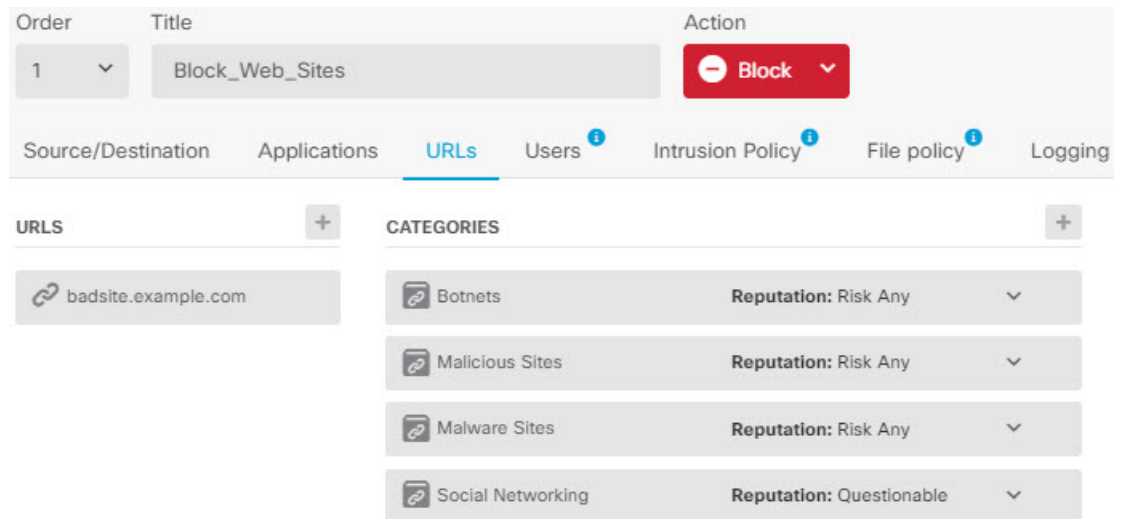 Order Title Action
1 Block_Web_Sites Block
Source/Destination Applications URLs Users Intrusion Policy File policy Logging
URLS + CATEGORIES +
badsite.example.com Botnets Reputation: Risk Any
Malicious Sites Reputation: Risk Any
Malware Sites Reputation: Risk Any
Social Networking Reputation: Questionable